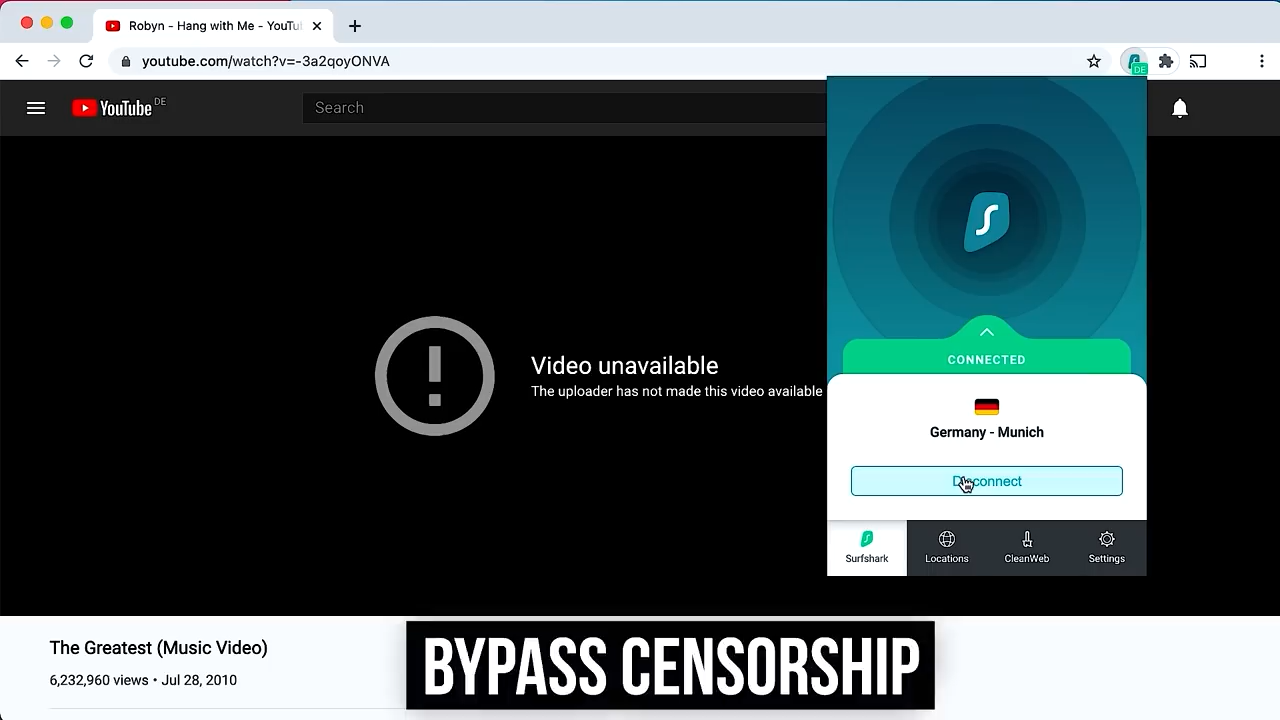 Robyn - Hang with Me - YouTu
youtube.com/watch?v=-3a2qoyONVA
DE
YouTube DE
Search
Video unavailable
The uploader has not made this video available
CONNECTED
Germany - Munich
Disconnect
Surfshark
Locations
CleanWeb
Settings
The Greatest (Music Video)
6,232,960 views • Jul 28, 2010
BYPASS CENSORSHIP